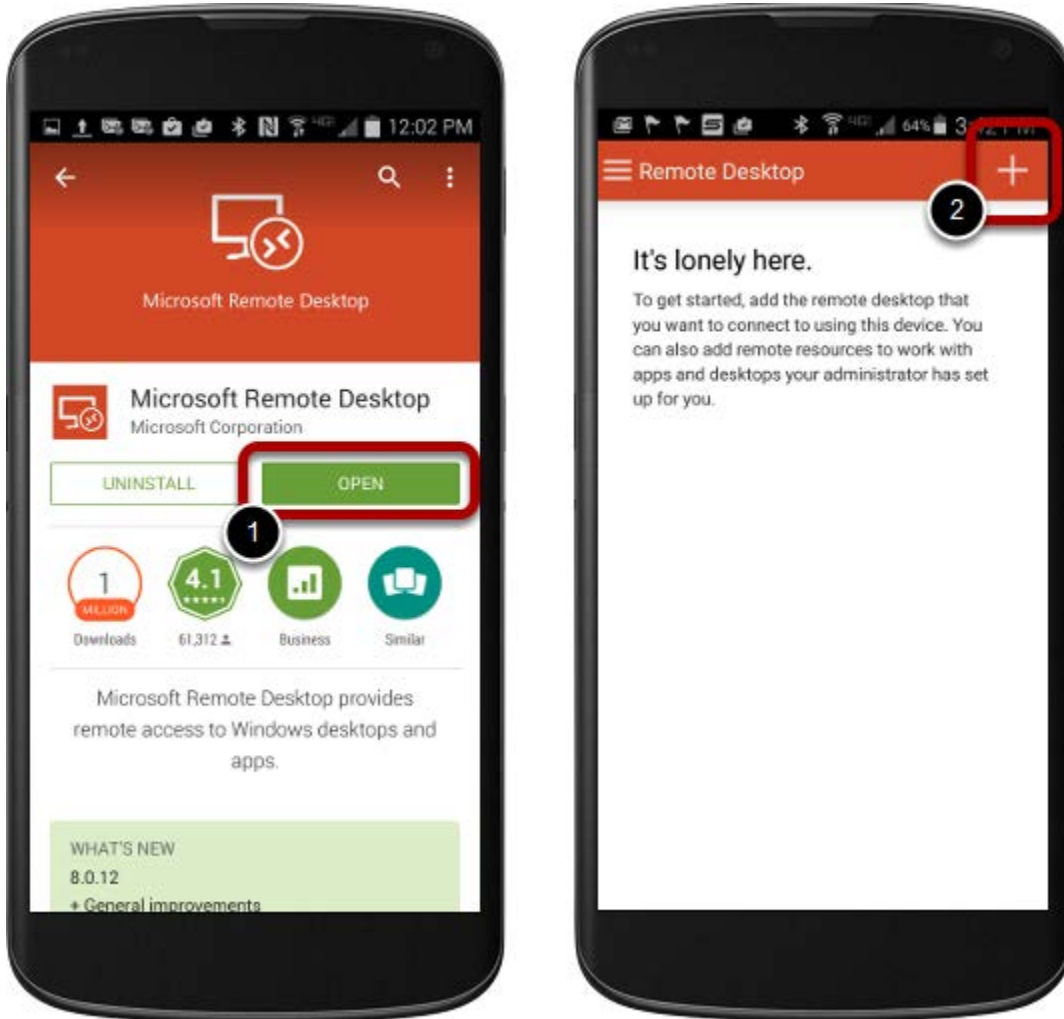 12:02 PM
Microsoft Remote Desktop
Microsoft Remote Desktop
Microsoft Corporation
UNINSTALL
OPEN
1
1
MILLION
Downloads
4.1
61,312
Business
Similar
Microsoft Remote Desktop provides
remote access to Windows desktops and
apps.
WHAT'S NEW
8.0.12
+ General improvements
64%
Remote Desktop
2
It's lonely here.
To get started, add the remote desktop that
you want to connect to using this device. You
can also add remote resources to work with
apps and desktops your administrator has set
up for you.